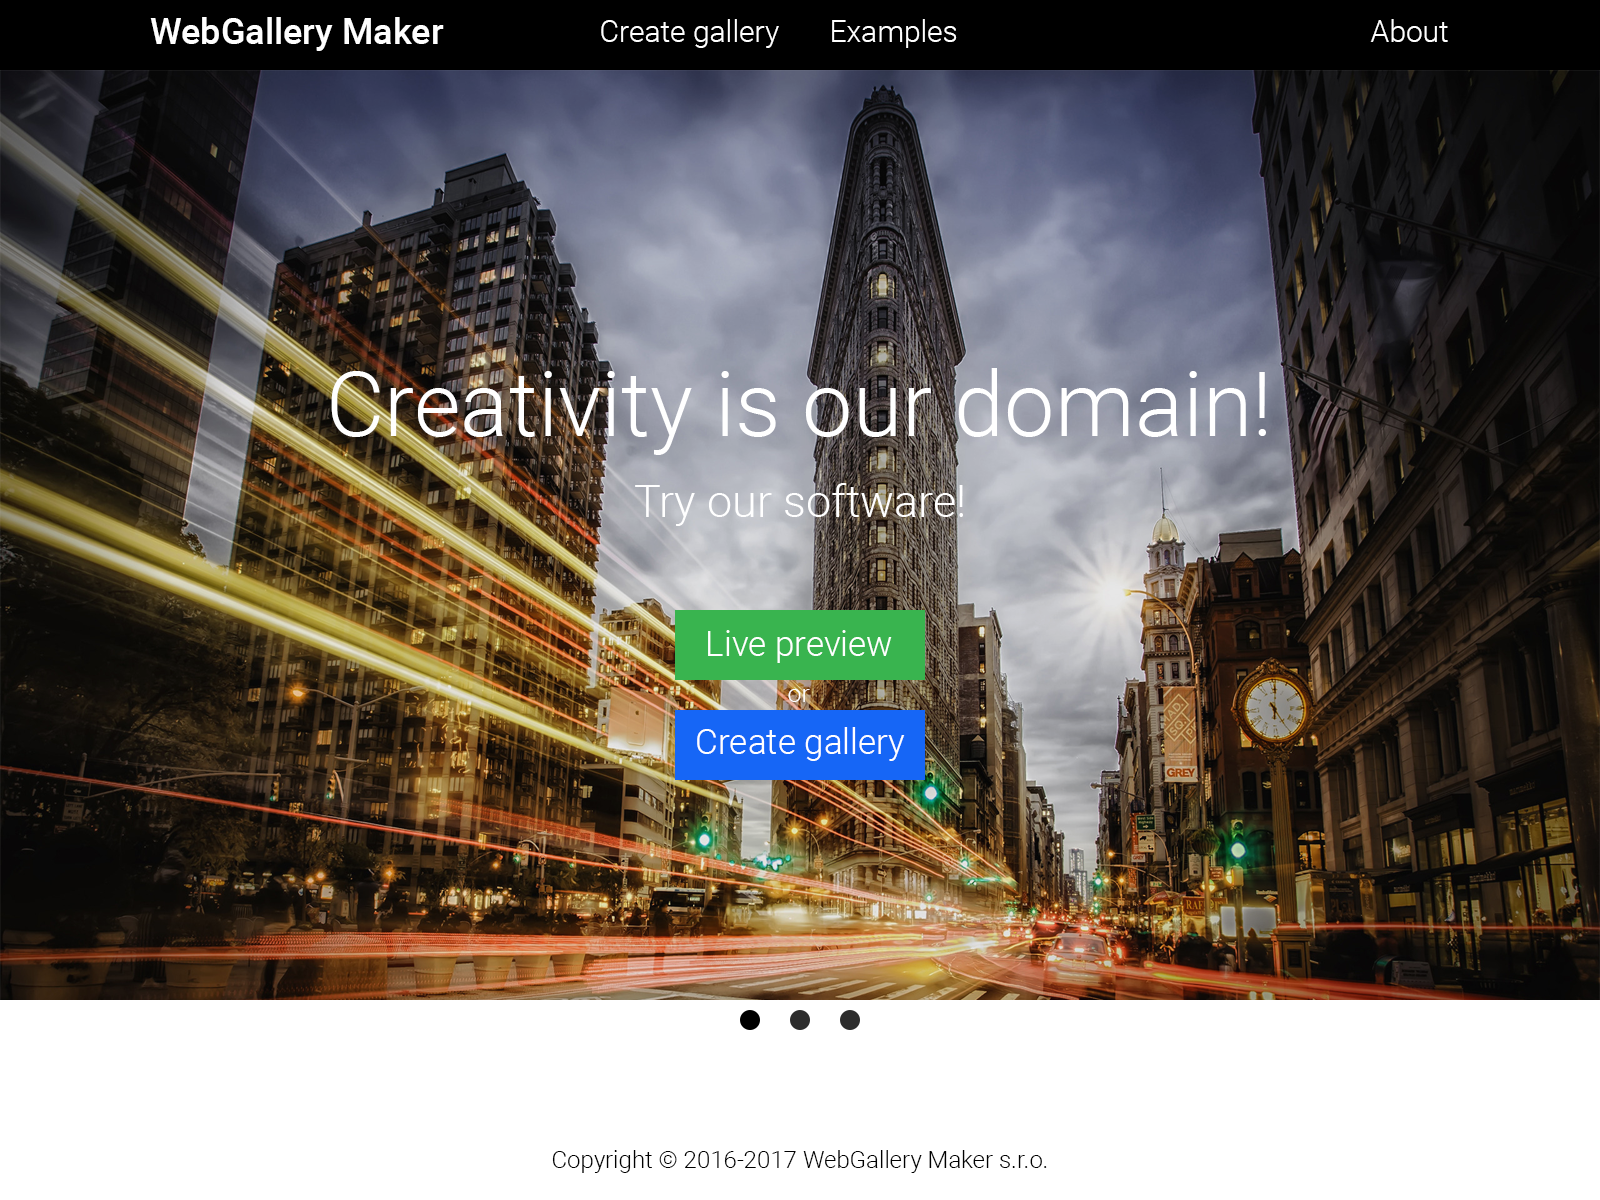 WebGallery Maker
Create gallery
Examples
About
Creativity is our domain!
Try our software!
Live preview
or
Create gallery
GREY
Copyright © 2016-2017 WebGallery Maker s.r.o.